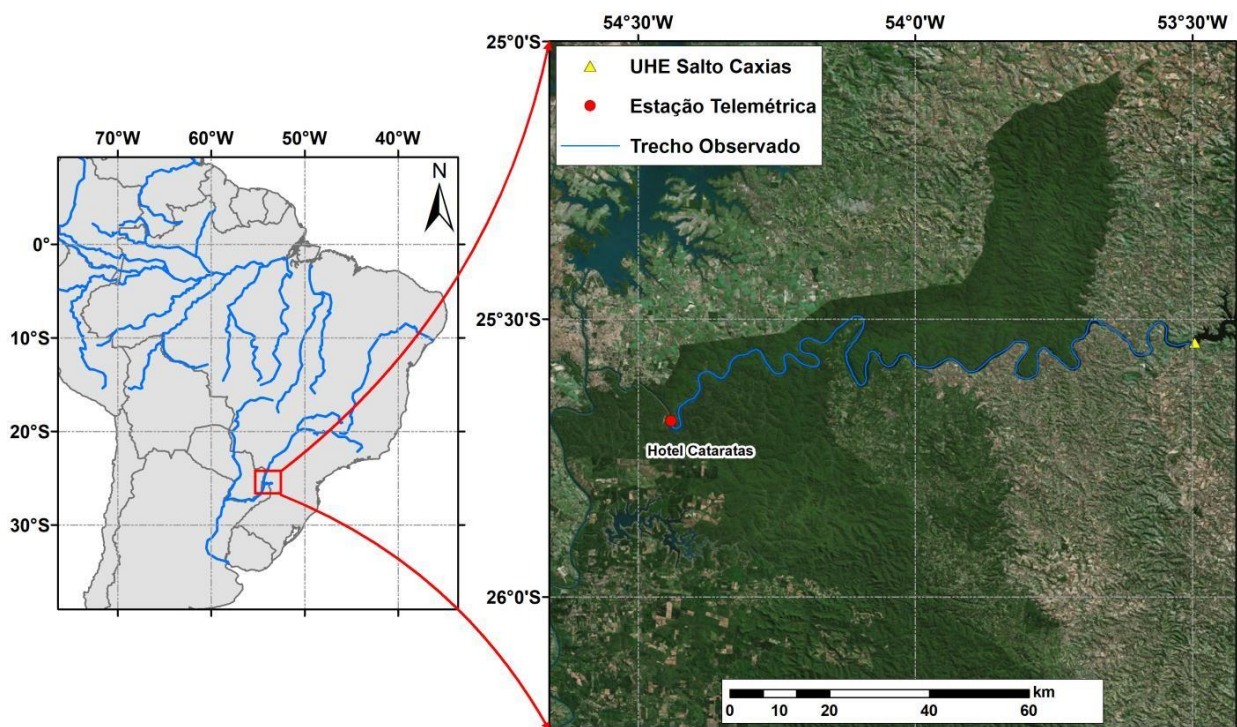 54°30'W 54°0'W 53°30'W
25°0'S
UHE Salto Caxias
Estação Telemétrica
Trecho Observado
70°W 60°W 50°W 40°W
N
0°
10°S
20°S
30°S
25°30'S
Hotel Cataratas
26°0'S
km
0 10 20 40 60